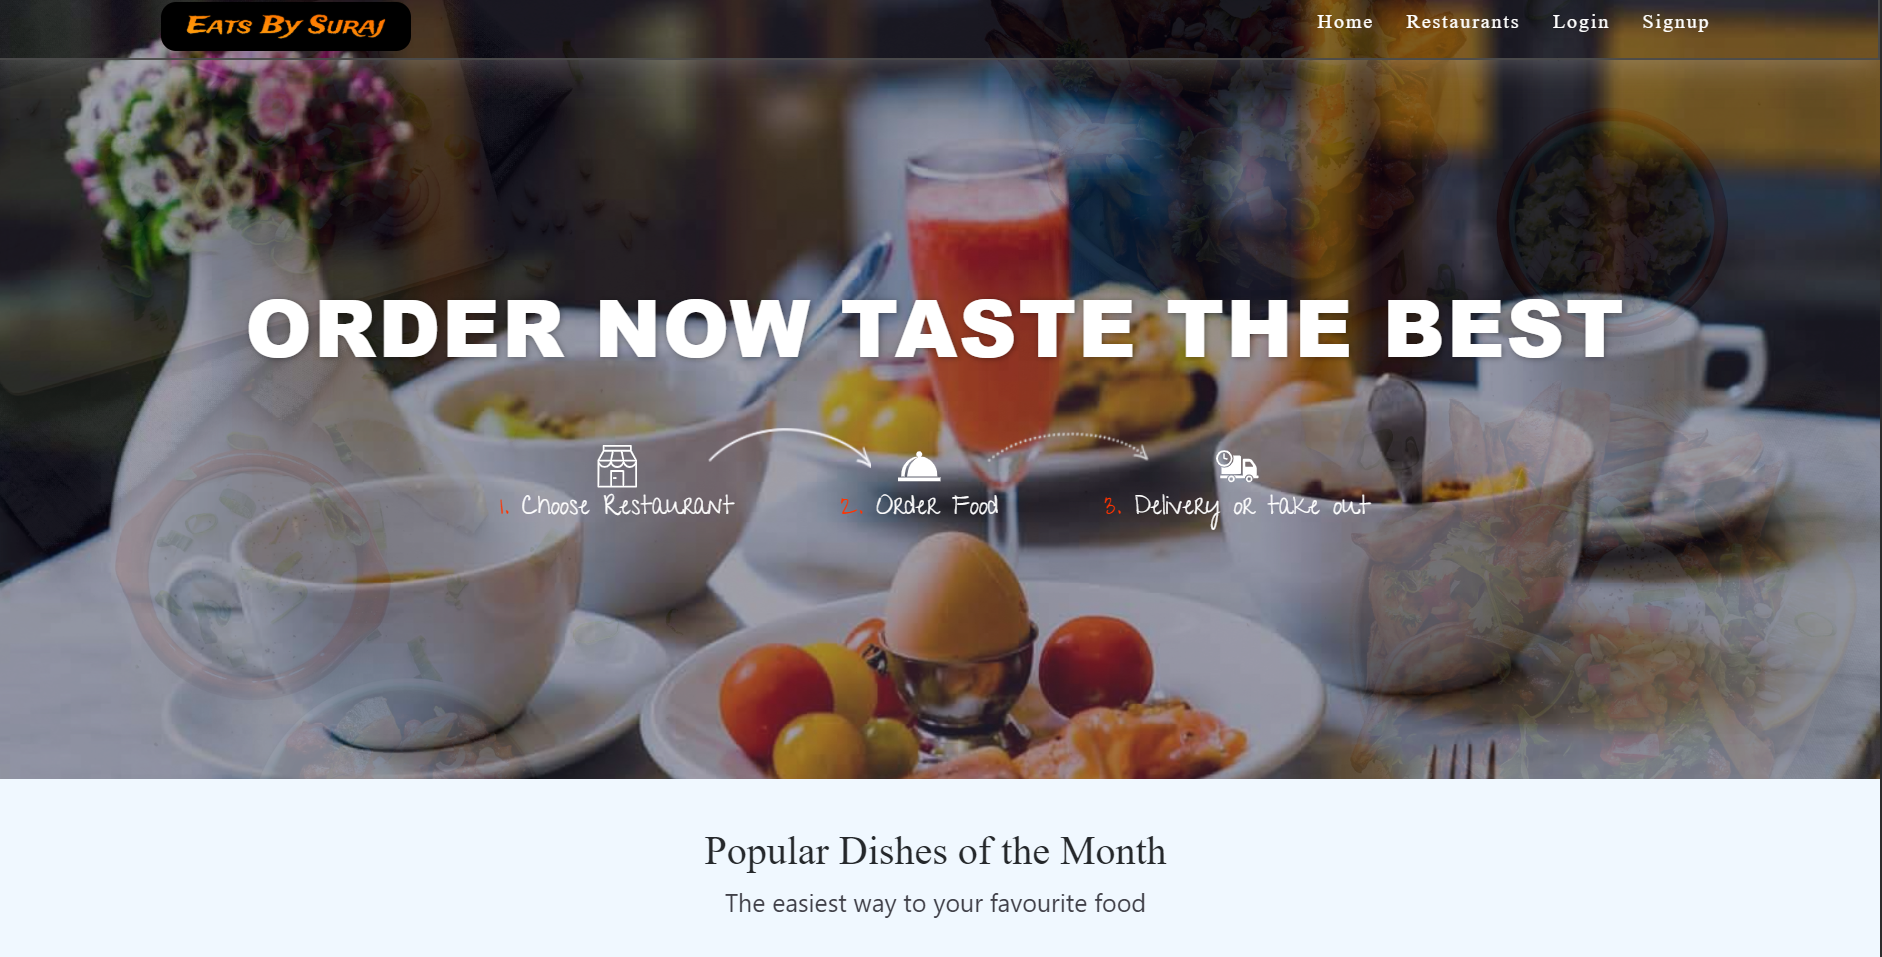 Eats By Suraj
Home Restaurants Login Signup
ORDER NOW TASTE THE BEST
1. Choose Restaurant
2. Order Food
3. Delivery or take out
Popular Dishes of the Month
The easiest way to your favourite food